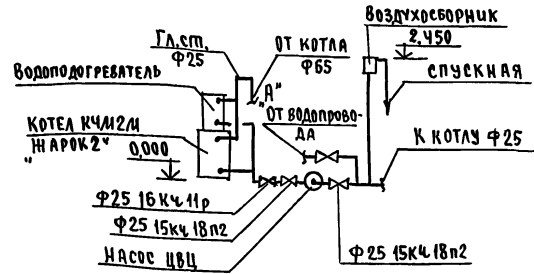 ВОЗДУХОСБОРНИК
2.450
ГЛ.СТ.
Ф25
ОТ КОТЛА
Ф65
ВОДОПОДОГРЕВАТЕЛЬ
"А"
СПУСКНАЯ
ОТ ВОДОПРОВО-
ДА
КОТЕЛ КЧМ2М
"ЖАРОК2"
0,000
К КОТЛУ Ф25
Ф25 16КЧ 11р
Ф25 15КЧ 18п2
НАСОС ЦВЦ
Ф25 15КЧ 18п2